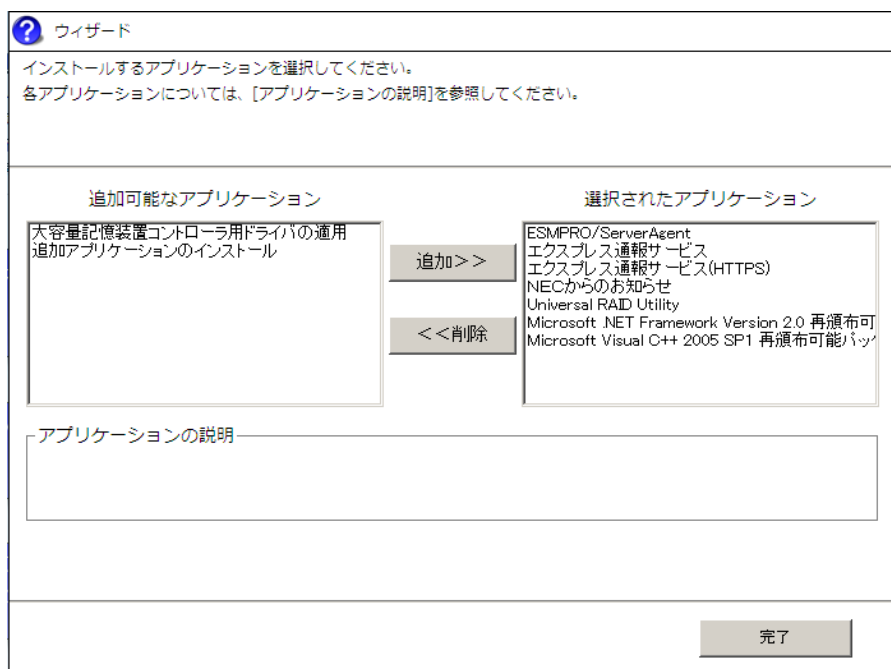 ウィザード
インストールするアプリケーションを選択してください。
各アプリケーションについては、[アプリケーションの説明]を参照してください。
追加可能なアプリケーション
大容量記憶装置コントローラ用ドライバの適用
追加アプリケーションのインストール
追加>>
<<削除
選択されたアプリケーション
ESMPRO/ServerAgent
エクスプレス通報サービス
エクスプレス通報サービス(HTTPS)
NECからのお知らせ
Universal RAID Utility
Microsoft .NET Framework Version 2.0 再頒布可
Microsoft Visual C++ 2005 SP1 再頒布可能パッ
アプリケーションの説明
完了